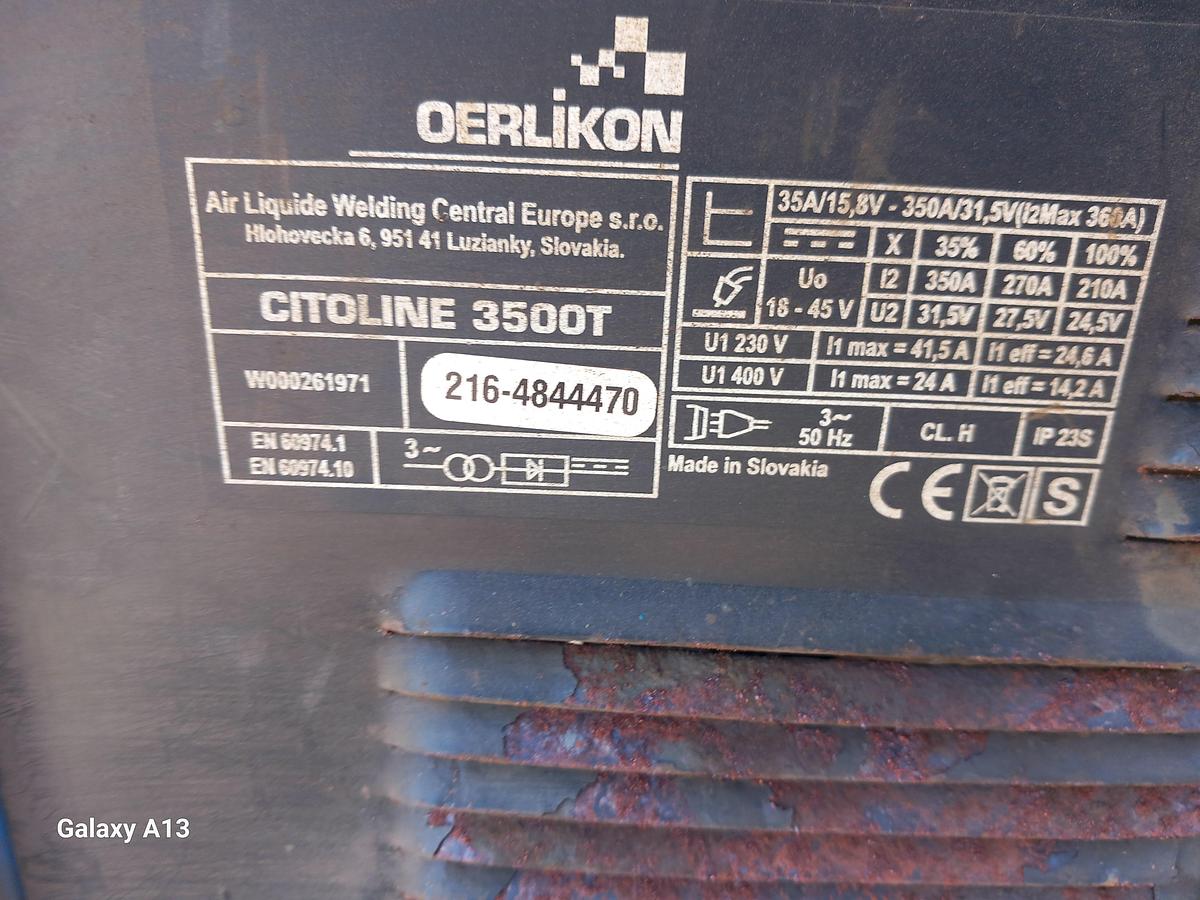 OERLiKON
Air Liquide Welding Central Europe s.r.o.
Hlohovecka 6, 951 41 Luzianky, Slovakia.
CITOLINE 3500T
W000261971
216-4844470
EN 60974.1
EN 60974.10
3~
35A/15,8V - 350A/31,5V(I2Max 360A)
X 35% 60% 100%
Uo
18 - 45 V
I2 350A 270A 210A
U2 31,5V 27,5V 24,5V
U1 230 V I1 max = 41,5 A I1 eff = 24,6 A
U1 400 V I1 max = 24 A I1 eff = 14,2 A
3~
50 Hz
CL. H
IP 23S
Made in Slovakia
CE
S
Galaxy A13